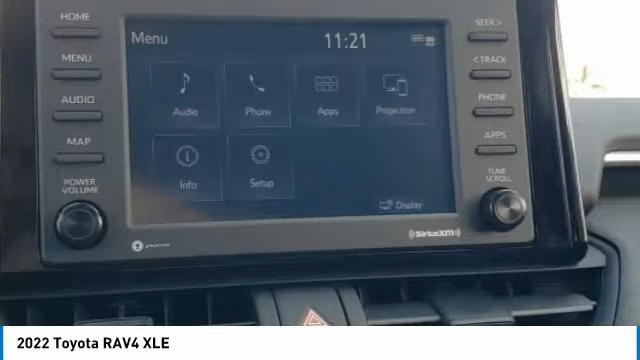 HOME
MENU
AUDIO
MAP
POWER
VOLUME
Menu
11:21
Audio
Phone
Apps
Projection
Info
Setup
Display
SiriusXM
SEEK >
< TRACK
PHONE
APPS
TUNE
SCROLL
2022 Toyota RAV4 XLE